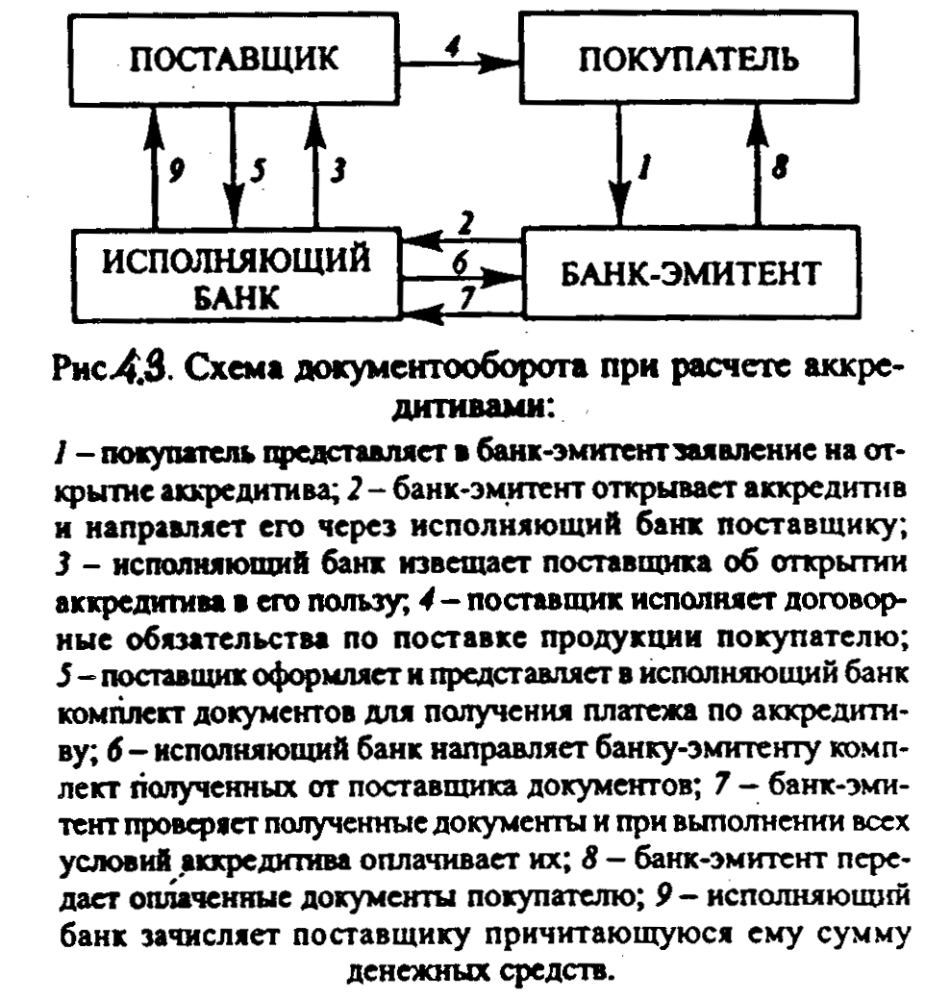 ПОСТАВЩИК
4
ПОКУПАТЕЛЬ
9
5
3
1
8
2
ИСПОЛНЯЮЩИЙ
БАНК
6
БАНК-ЭМИТЕНТ
7
Рис.4.3. Схема документооборота при расчете аккре-
дитивами:
1 – покупатель представляет в банк-эмитент заявление на от-
крытие аккредитива; 2 – банк-эмитент открывает аккредитив
и направляет его через исполняющий банк поставщику;
3 – исполняющий банк извещает поставщика об открытии
аккредитива в его пользу; 4 – поставщик исполняет договор-
ные обязательства по поставке продукции покупателю;
5 – поставщик оформляет и представляет в исполняющий банк
комплект документов для получения платежа по аккредити-
ву; 6 – исполняющий банк направляет банку-эмитенту комп-
лект полученных от поставщика документов; 7 – банк-эми-
тент проверяет полученные документы и при выполнении всех
условий аккредитива оплачивает их; 8 – банк-эмитент пере-
дает оплаченные документы покупателю; 9 – исполняющий
банк зачисляет поставщику причитающуюся ему сумму
денежных средств.